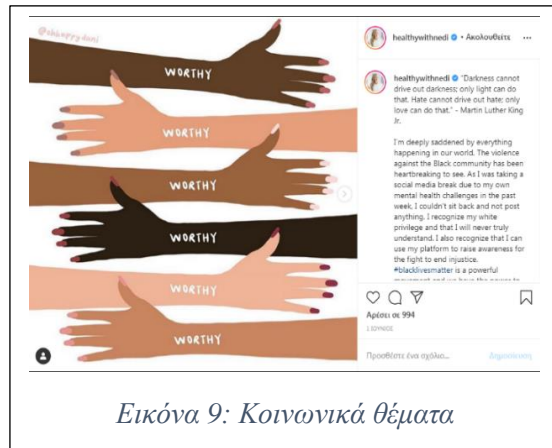 @ohhappydani
WORTHY
WORTHY
WORTHY
WORTHY
WORTHY
WORTHY
healthywithnedi • Ακολουθείτε ...
healthywithnedi "Darkness cannot
drive out darkness; only light can do
that. Hate cannot drive out hate; only
love can do that." - Martin Luther King
Jr.
I'm deeply saddened by everything
happening in our world. The violence
against the Black community has been
heartbreaking to see. As I was taking a
social media break due to my own
mental health challenges in the past
week, I couldn't sit back and not post
anything. I recognize my white
privilege and that I will never truly
understand. I also recognize that I can
use my platform to raise awareness for
the fight to end injustice.
#blacklivesmatter is a powerful
Αρέσει σε 994
1 ΙΟΥΝΙΟΣ
Προσθέστε ένα σχόλιο...
Δημοσίευση
Εικόνα 9: Κοινωνικά θέματα